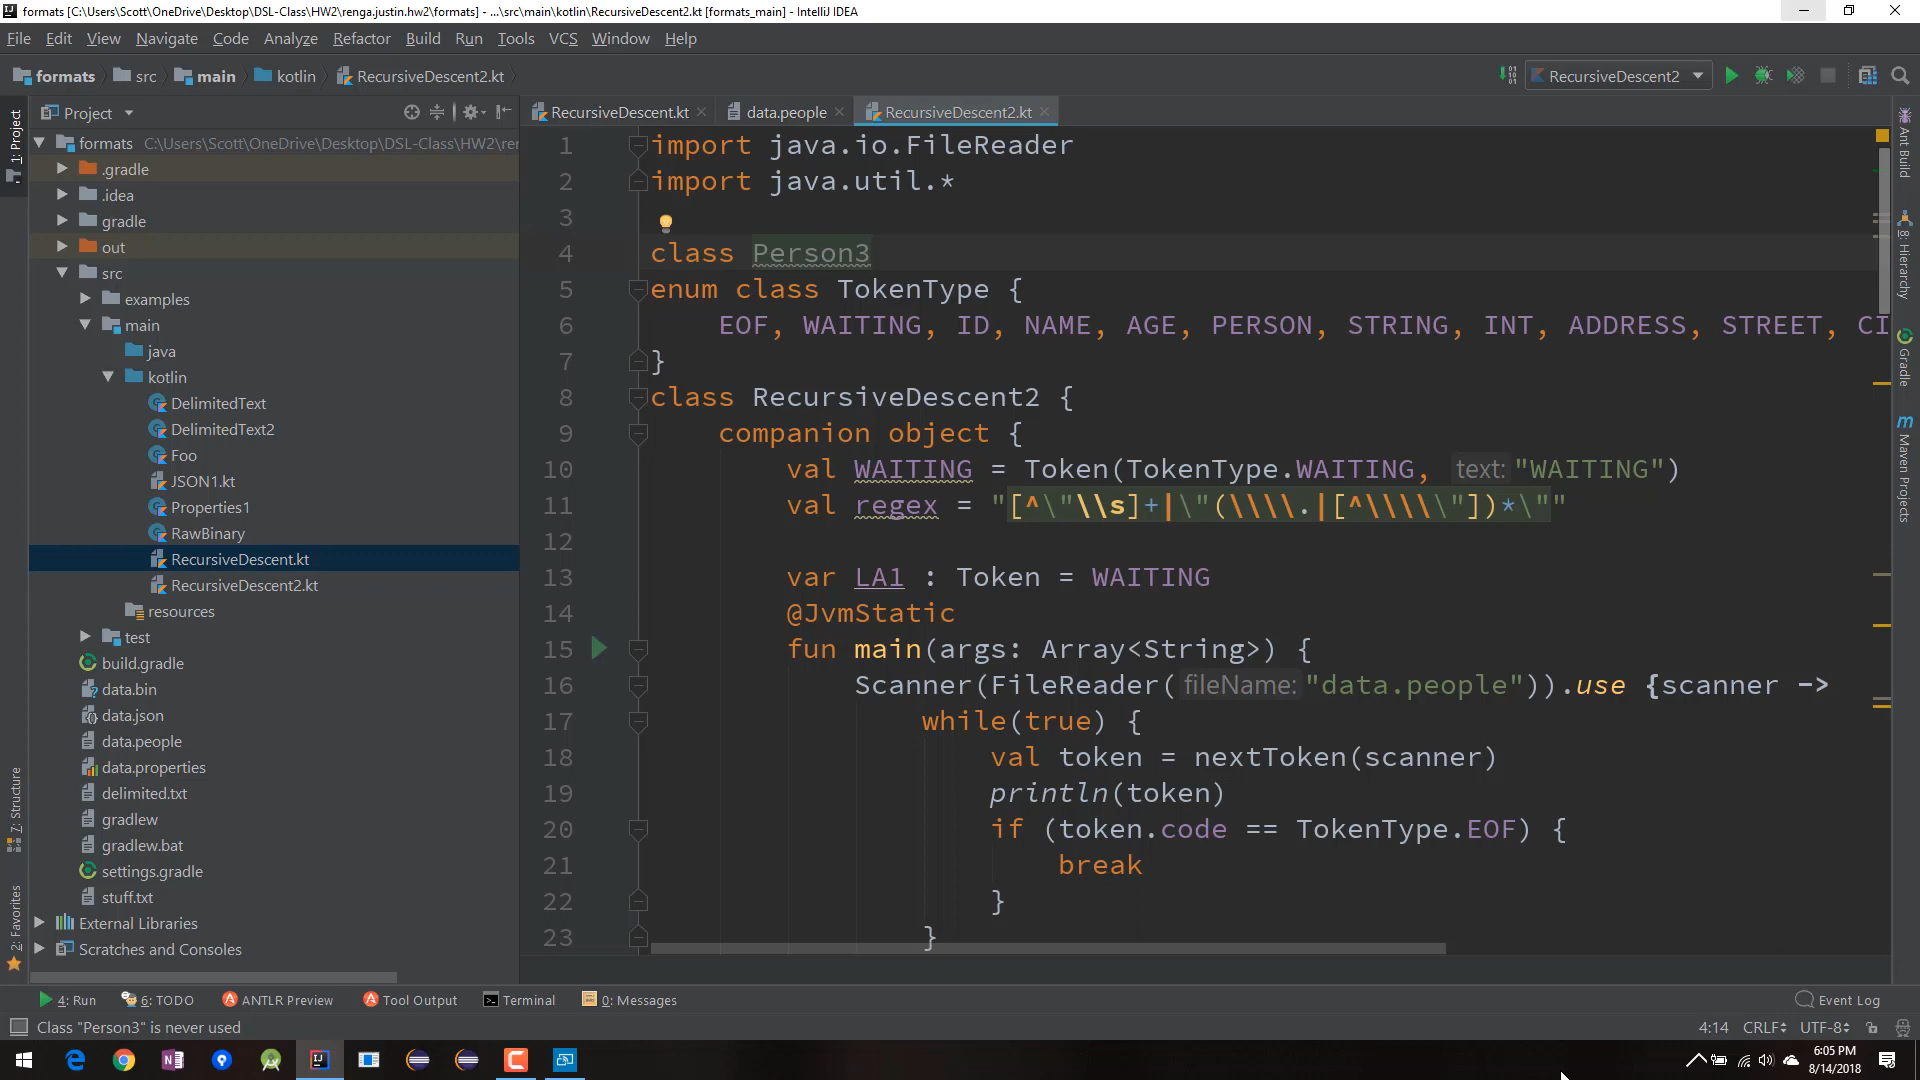 formats [C:\Users\Scott\OneDrive\Desktop\DSL-Class\HW2\renga.justin.hw2\formats] - ...\src\main\kotlin\RecursiveDescent2.kt [formats_main] - IntelliJ IDEA
File Edit View Navigate Code Analyze Refactor Build Run Tools VCS Window Help
formats src main kotlin RecursiveDescent2.kt RecursiveDescent2
Project RecursiveDescent.kt data.people RecursiveDescent2.kt
1: Project
7: Structure
2: Favorites
formats C:\Users\Scott\OneDrive\Desktop\DSL-Class\HW2\ren
.gradle
.idea
gradle
out
src
examples
main
java
kotlin
DelimitedText
DelimitedText2
Foo
JSON1.kt
Properties1
RawBinary
RecursiveDescent.kt
RecursiveDescent2.kt
resources
test
build.gradle
data.bin
data.json
data.people
data.properties
delimited.txt
gradlew
gradlew.bat
settings.gradle
stuff.txt
External Libraries
Scratches and Consoles
1 import java.io.FileReader
2 import java.util.*
3
4 class Person3
5 enum class TokenType {
6 EOF, WAITING, ID, NAME, AGE, PERSON, STRING, INT, ADDRESS, STREET, CI
7 }
8 class RecursiveDescent2 {
9 companion object {
10 val WAITING = Token(TokenType.WAITING, text: "WAITING")
11 val regex = "[^\"\\s]+|\"(\\\\.|[^\\\\\"])*\""
12
13 var LA1 : Token = WAITING
14 @JvmStatic
15 fun main(args: Array<String>) {
16 Scanner(FileReader( fileName: "data.people")).use {scanner ->
17 while(true) {
18 val token = nextToken(scanner)
19 println(token)
20 if (token.code == TokenType.EOF) {
21 break
22 }
23 }
Ant Build
8: Hierarchy
Gradle
Maven Projects
4: Run 6: TODO ANTLR Preview Tool Output Terminal 0: Messages Event Log
Class "Person3" is never used 4:14 CRLF UTF-8
6:05 PM
8/14/2018